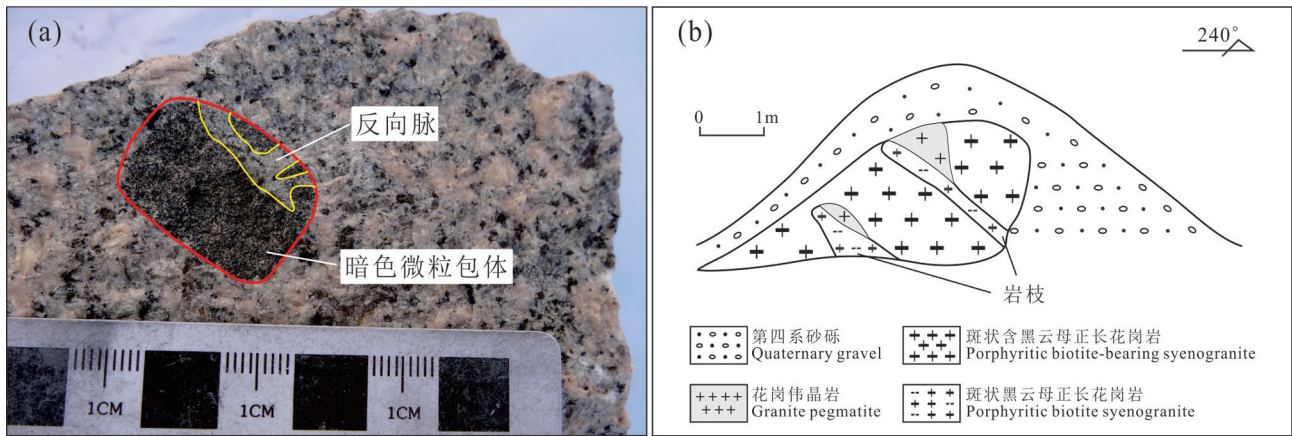 (a)
反向脉
暗色微粒包体
1CM
1CM
1CM
(b)
240°
0 1m
岩枝
第四系砂砾
Quaternary gravel
斑状含黑云母正长花岗岩
Porphyritic biotite-bearing syenogranite
花岗伟晶岩
Granite pegmatite
斑状黑云母正长花岗岩
Porphyritic biotite syenogranite